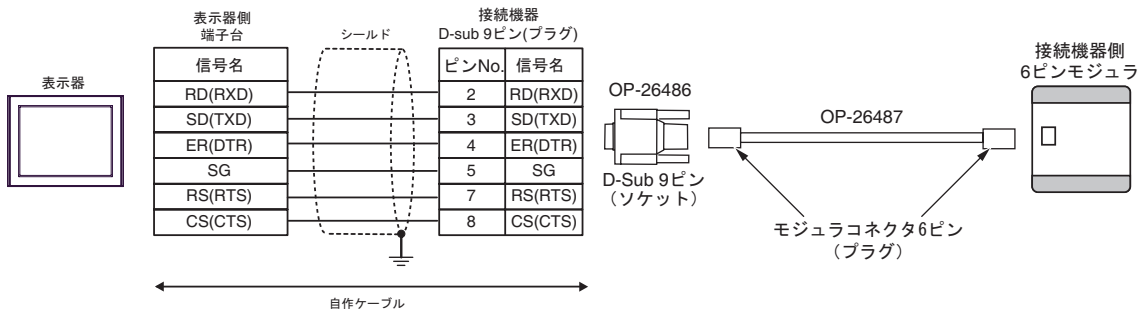 表示器
表示器側
端子台
シールド
接続機器
D-sub 9ピン(プラグ)
信号名 ピンNo. 信号名
RD(RXD) 2 RD(RXD)
SD(TXD) 3 SD(TXD)
ER(DTR) 4 ER(DTR)
SG 5 SG
RS(RTS) 7 RS(RTS)
CS(CTS) 8 CS(CTS)
自作ケーブル
OP-26486
D-Sub 9ピン
（ソケット）
OP-26487
モジュラコネクタ6ピン
（プラグ）
接続機器側
6ピンモジュラ